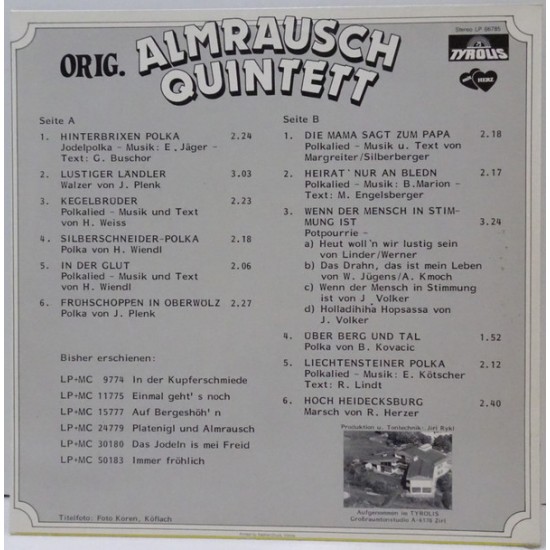 ORIG. ALMRAUSCH
QUINTETT
Stereo LP 56785
TYROLIS
HERZ
Seite A
1. HINTERBRIXEN POLKA 2.24
Jodelpolka – Musik: E. Jäger –
Text: G. Buschor
2. LUSTIGER LANDLER 3.03
Walzer von J. Plenk
3. KEGELBRUDER 2.23
Polkalied – Musik und Text
von H. Weiss
4. SILBERSCHNEIDER-POLKA 2.18
Polka von H. Wiendl
5. IN DER GLUT 2.06
Polkalied – Musik und Text
von H. Wiendl
6. FRÜHSCHOPPEN IN OBERWOLZ 2.27
Polka von J. Plenk
Bisher erschienen:
LP+MC 9774 In der Kupferschmiede
LP+MC 11775 Einmal geht's noch
LP+MC 15777 Auf Bergeshöh'n
LP+MC 24779 Platenigl und Almrausch
LP+MC 30180 Das Jodeln is mei Freid
LP+MC 50183 Immer fröhlich
Titelfoto: Foto Koren, Köflach
Seite B
1. DIE MAMA SAGT ZUM PAPA 2.18
Polkalied – Musik u. Text von
Margreiter/Silberberger
2. HEIRAT' NUR AN BLEDN 2.17
Polkalied – Musik: B. Marion –
Text: M. Engelsberger
3. WENN DER MENSCH IN STIM-
MUNG IST 3.24
Potpourrie –
a) Heut woll'n wir lustig sein
von Linder/Werner
b) Das Drahn, das ist mein Leben
von W. Jügens/A. Kmoch
c) Wenn der Mensch in Stimmung
ist von J. Volker
d) Holladihiha Hopsassa von
J. Volker
4. ÜBER BERG UND TAL 1.52
Polka von B. Kovacic
5. LIECHTENSTEINER POLKA 2.12
Polkalied – Musik: E. Kötscher
Text: R. Lindt
6. HOCH HEIDECKSBURG 2.40
Marsch von R. Herzer
Produktion u. Tontechnik:
Aufgenommen im TYROLIS
Großraumtonstudio A-6170 Zirl